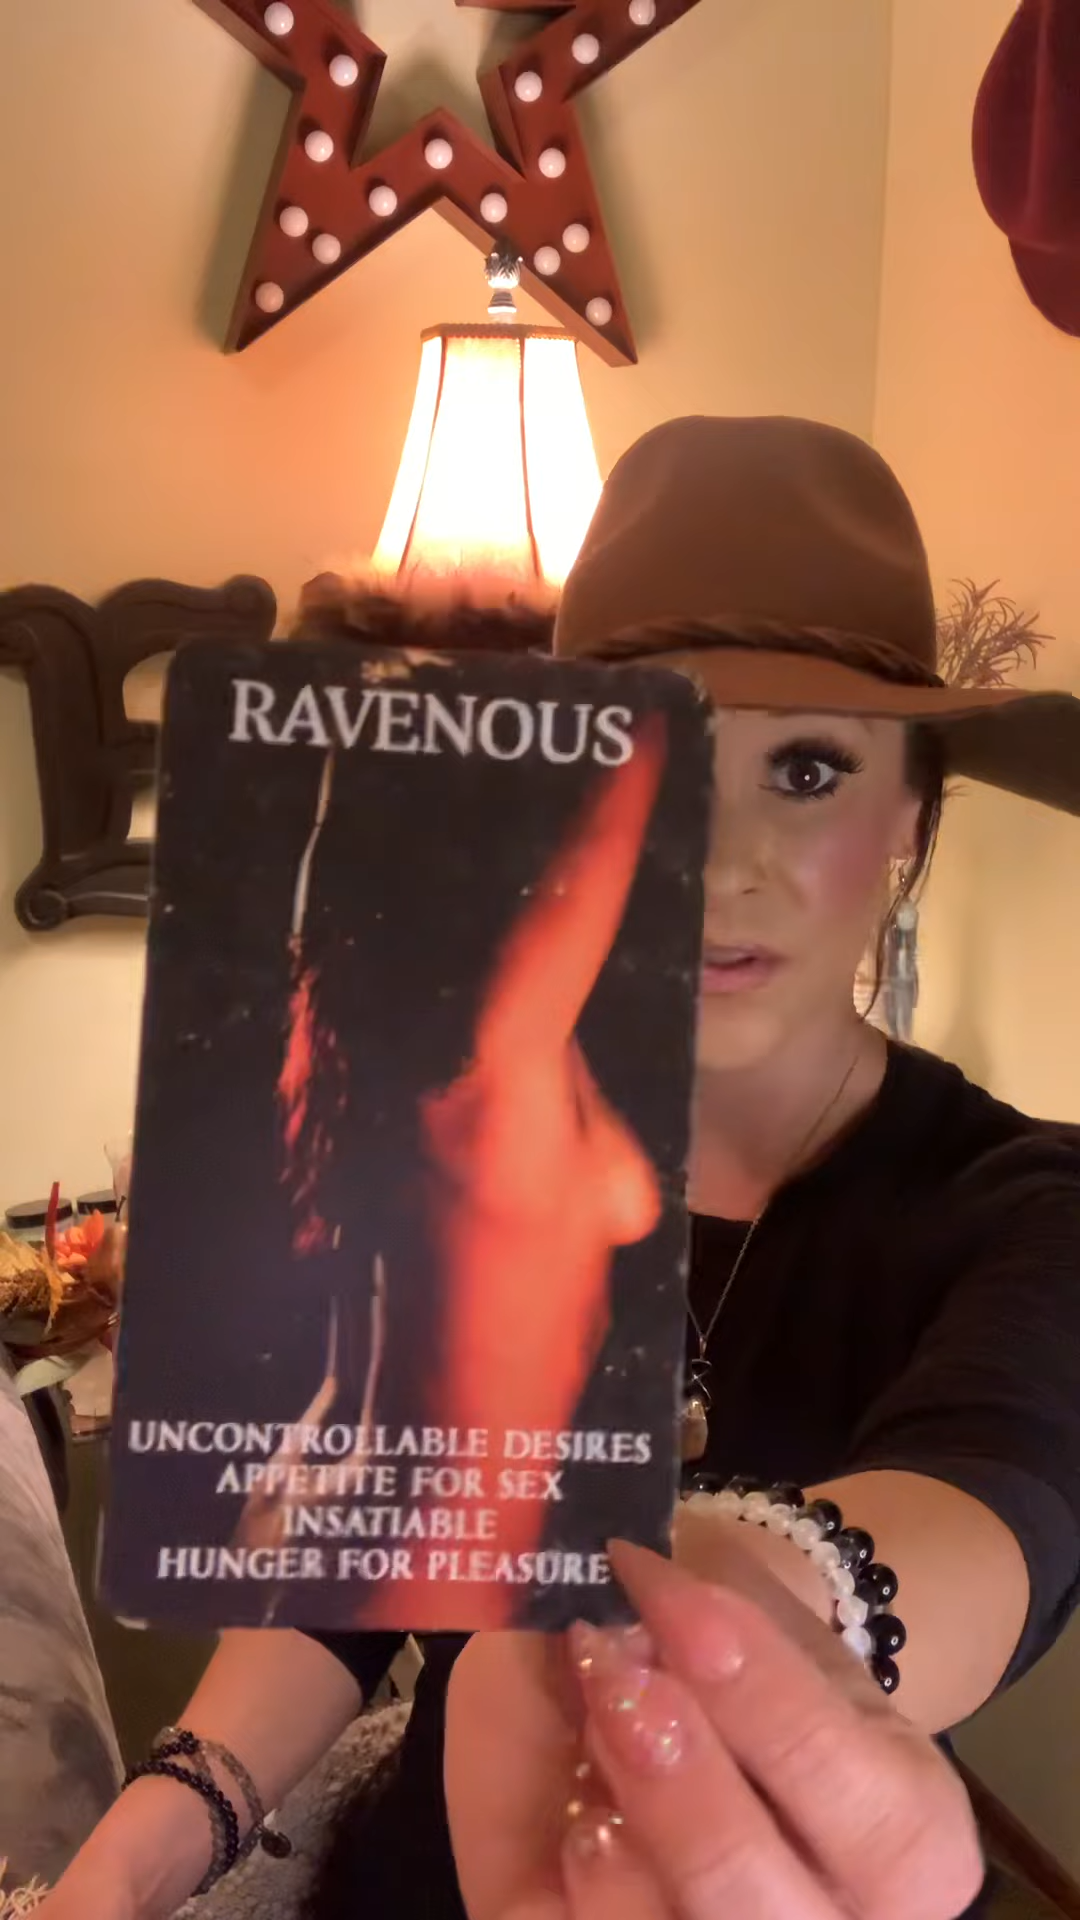 RAVENOUS
UNCONTROLLABLE DESIRES
APPETITE FOR SEX
INSATIABLE
HUNGER FOR PLEASURE